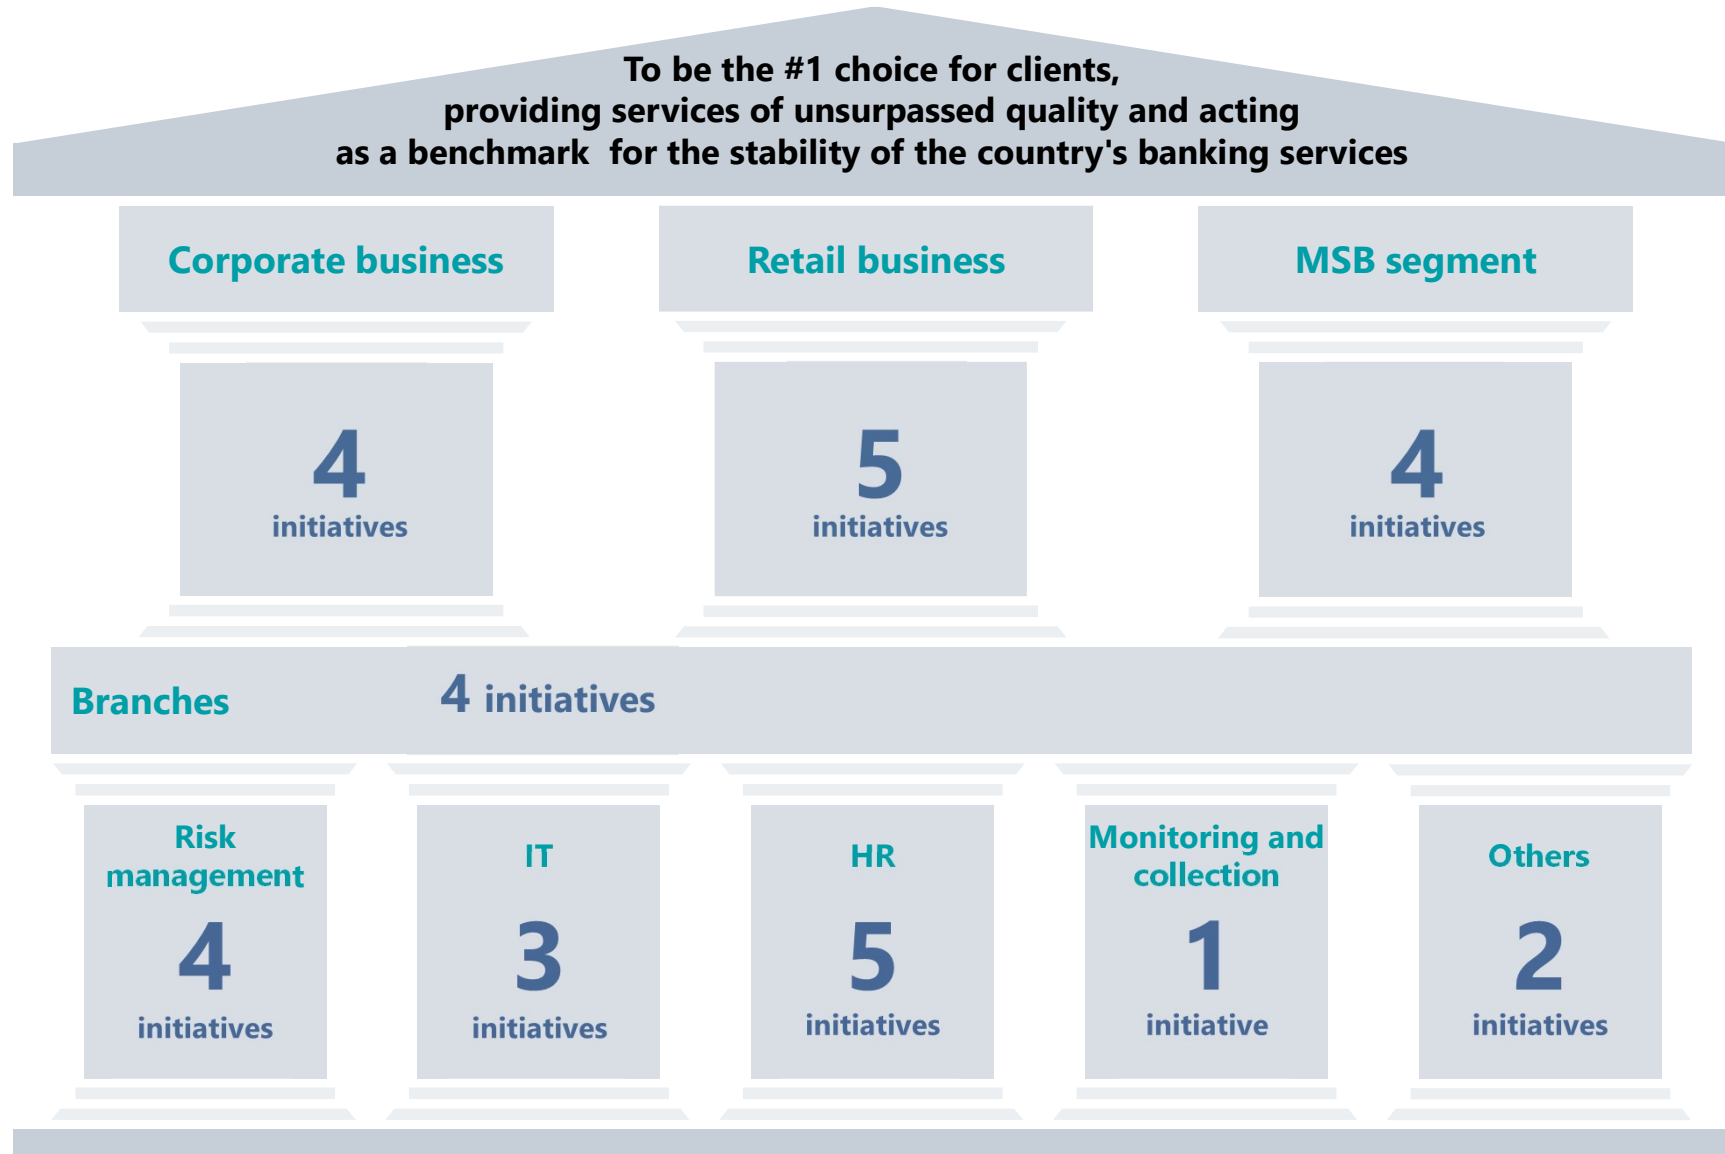 To be the #1 choice for clients,
providing services of unsurpassed quality and acting
as a benchmark for the stability of the country's banking services
Corporate business
Retail business
MSB segment
4
initiatives
5
initiatives
4
initiatives
Branches
4 initiatives
Risk
management
4
initiatives
IT
3
initiatives
HR
5
initiatives
Monitoring and
collection
1
initiative
Others
2
initiatives